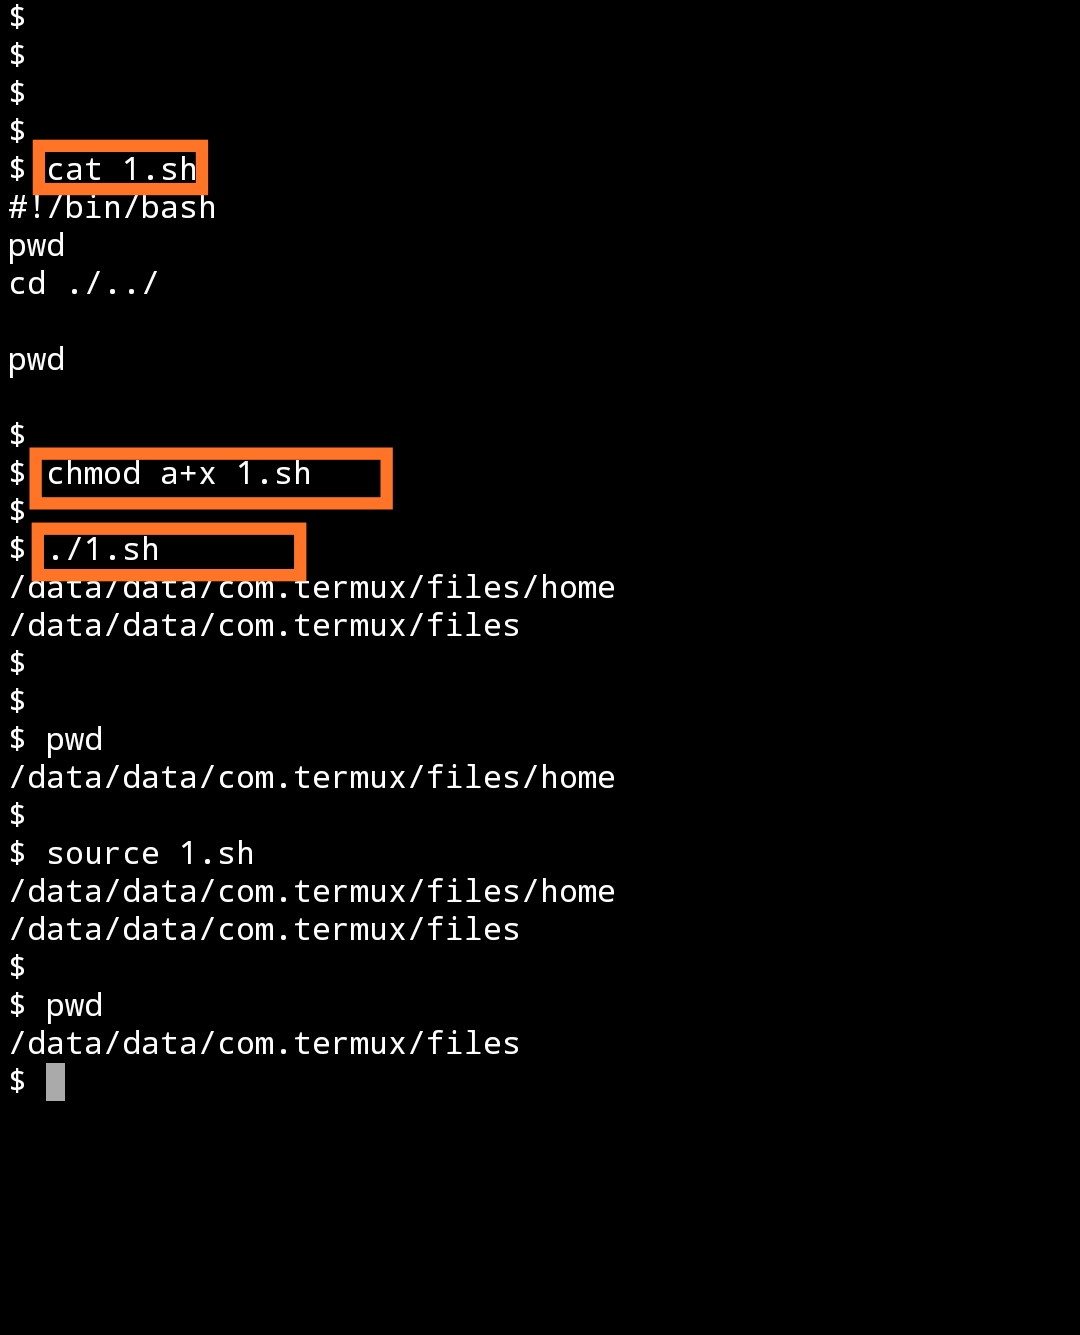 $
$
$
$
$ cat 1.sh
#!/bin/bash
pwd
cd ./../

pwd

$
$ chmod a+x 1.sh
$
$ ./1.sh
/data/data/com.termux/files/home
/data/data/com.termux/files
$
$
$ pwd
/data/data/com.termux/files/home
$
$ source 1.sh
/data/data/com.termux/files/home
/data/data/com.termux/files
$
$ pwd
/data/data/com.termux/files
$